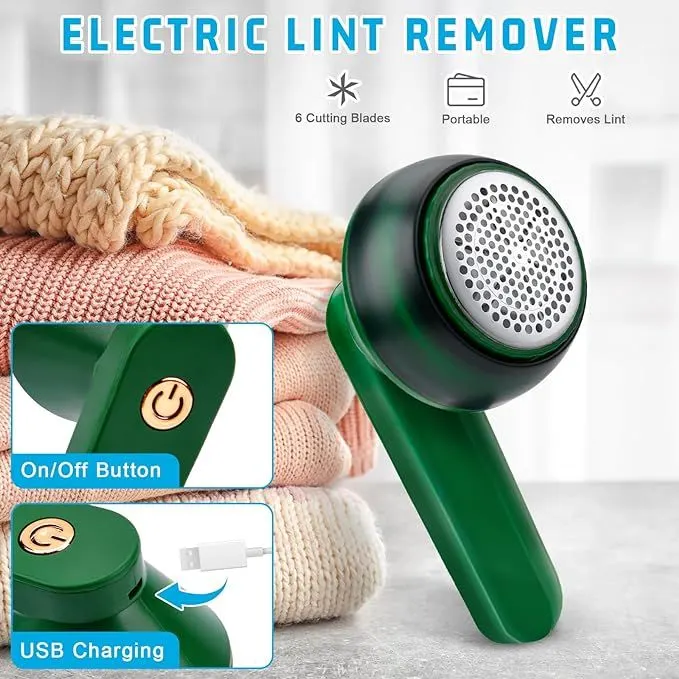 ELECTRIC LINT REMOVER
6 Cutting Blades
Portable
Removes Lint
On/Off Button
USB Charging